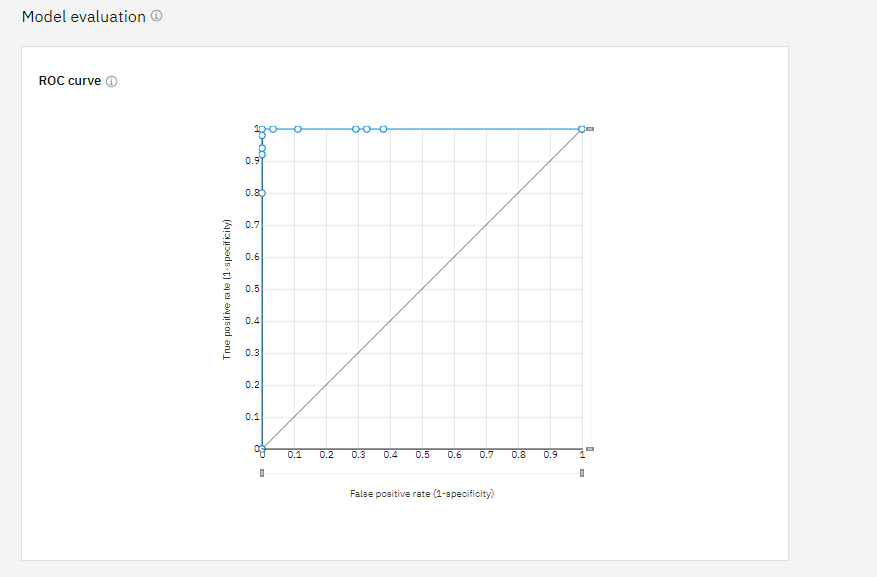 Model evaluation
ROC curve
1
0.9
0.8
0.7
0.6
0.5
0.4
0.3
0.2
0.1
0
True positive rate (1-specificity)
0 0.1 0.2 0.3 0.4 0.5 0.6 0.7 0.8 0.9 1
False positive rate (1-specificity)